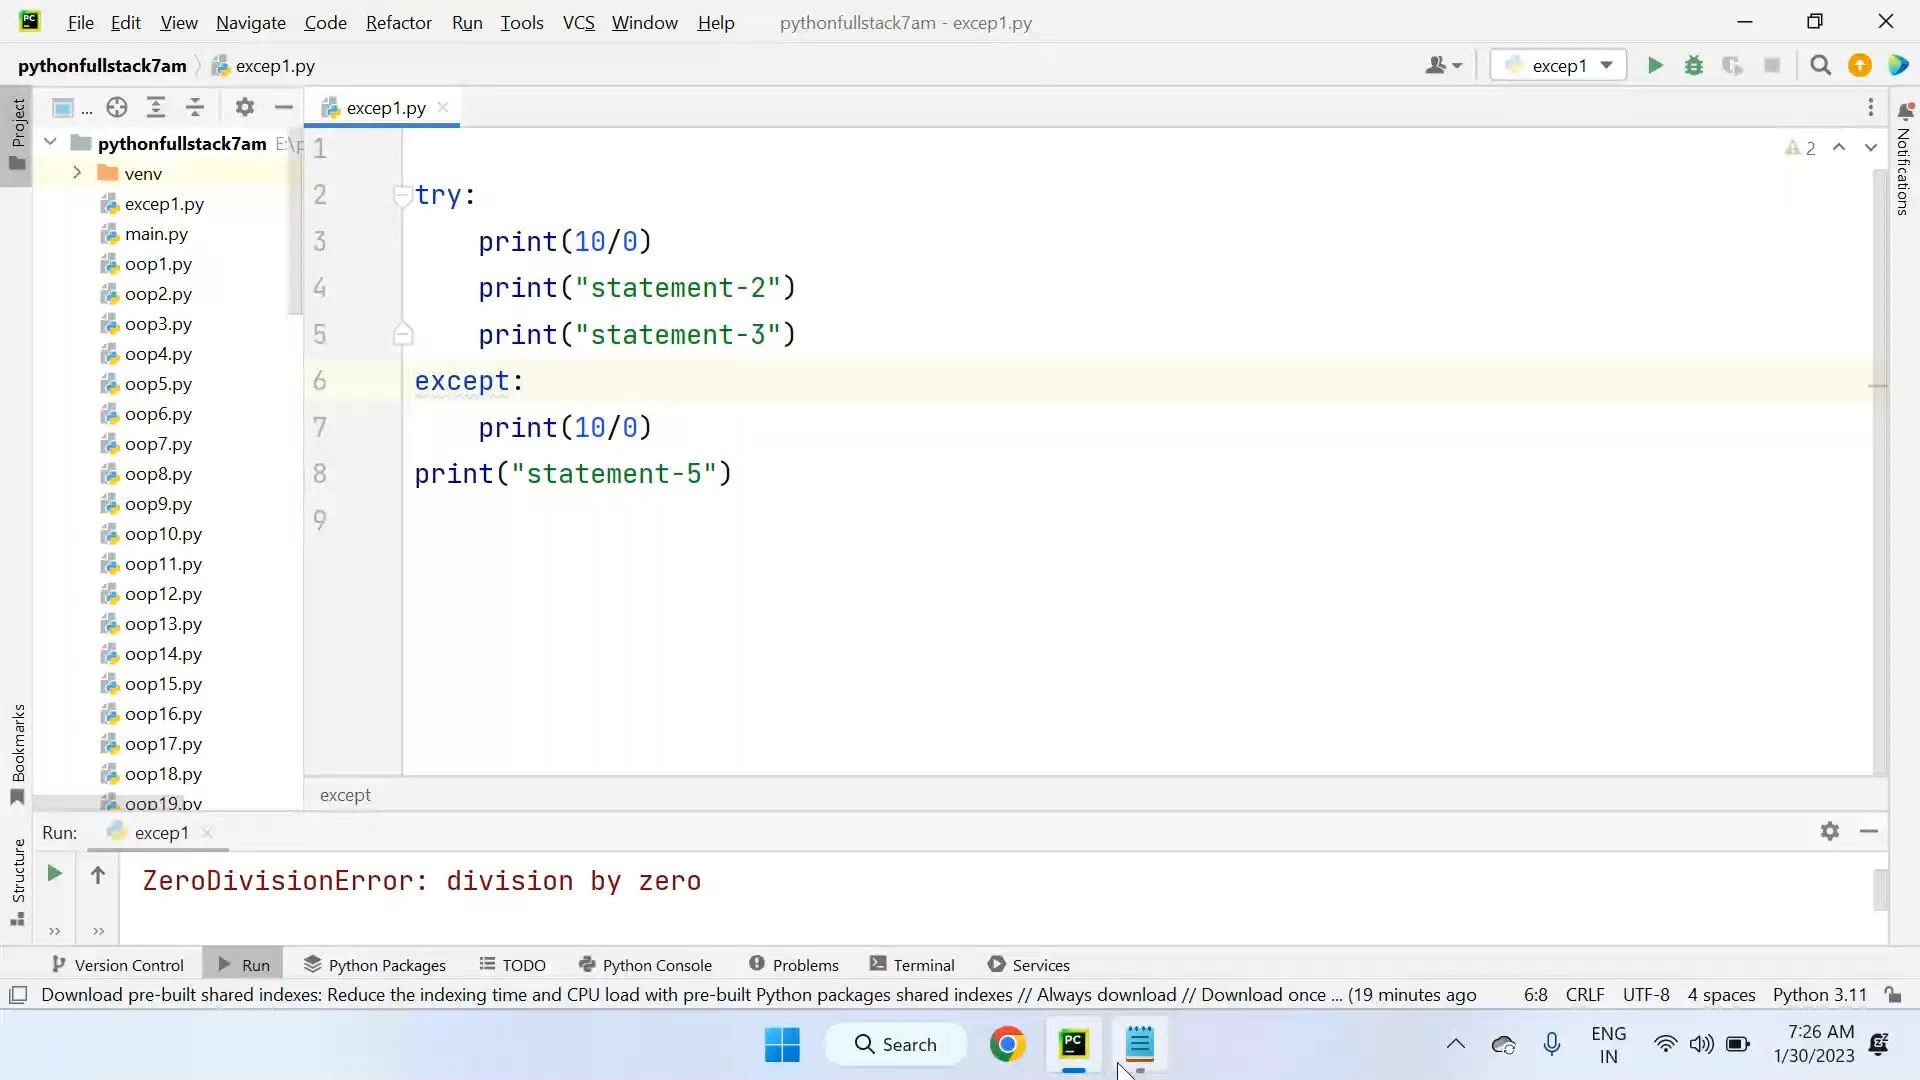 PC File Edit View Navigate Code Refactor Run Tools VCS Window Help pythonfullstack7am - excep1.py
pythonfullstack7am excep1.py excep1
Project
... excep1.py
Notifications
pythonfullstack7am E:\p
venv
excep1.py
main.py
oop1.py
oop2.py
oop3.py
oop4.py
oop5.py
oop6.py
oop7.py
oop8.py
oop9.py
oop10.py
oop11.py
oop12.py
oop13.py
oop14.py
oop15.py
oop16.py
oop17.py
oop18.py
oop19.py
2
1
2 try:
3 print(10/0)
4 print("statement-2")
5 print("statement-3")
6 except:
7 print(10/0)
8 print("statement-5")
9
except
Bookmarks
Structure
Run: excep1
ZeroDivisionError: division by zero
Version Control Run Python Packages TODO Python Console Problems Terminal Services
Download pre-built shared indexes: Reduce the indexing time and CPU load with pre-built Python packages shared indexes // Always download // Download once ... (19 minutes ago 6:8 CRLF UTF-8 4 spaces Python 3.11
Search PC
ENG
IN
7:26 AM
1/30/2023